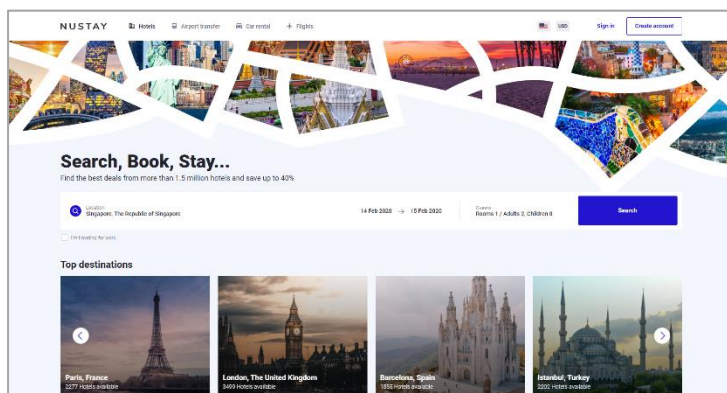 NUSTAY
Hotels
Airport transfer
Car rental
Flights
USD
Sign in
Create account
Search, Book, Stay...
Find the best deals from more than 1.5 million hotels and save up to 40%
Location
Singapore, The Republic of Singapore
14 Feb 2020 → 15 Feb 2020
Guests
Rooms 1 / Adults 2, Children 0
Search
I'm traveling for work
Top destinations
Paris, France
2277 Hotels available
London, The United Kingdom
3499 Hotels available
Barcelona, Spain
1355 Hotels available
Istanbul, Turkey
2202 Hotels available